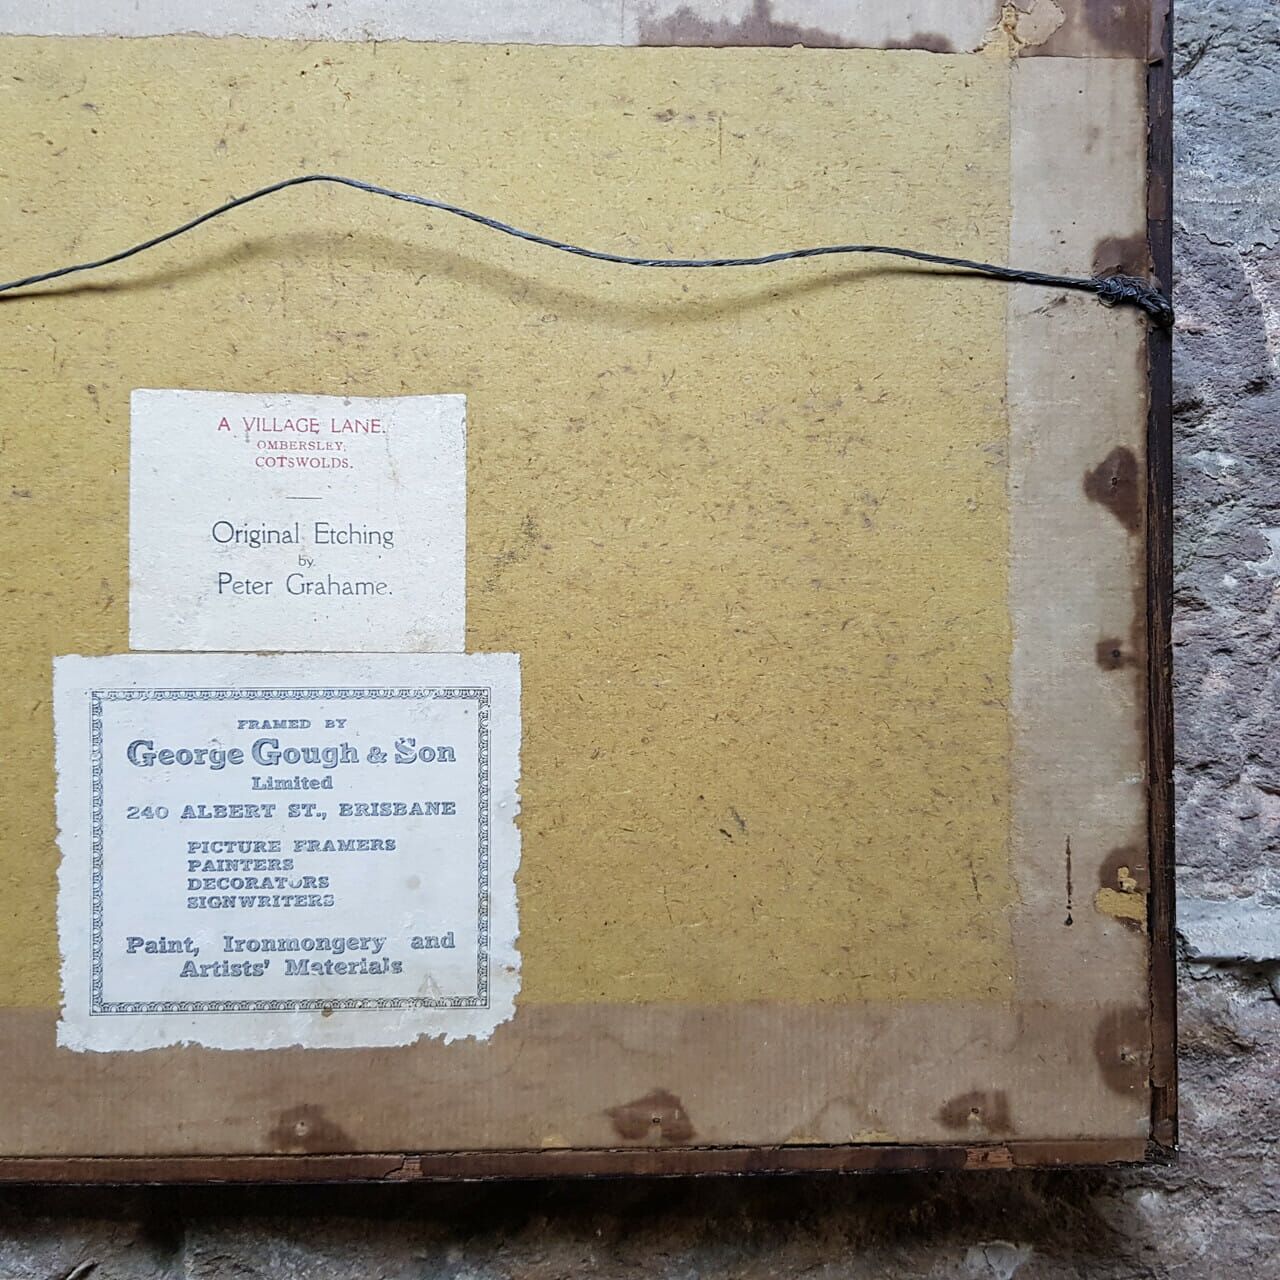 A VILLAGE LANE.
OMBERSLEY,
COTSWOLDS.
Original Etching
by
Peter Grahame.
FRAMED BY
George Gough & Son
Limited
240 ALBERT ST., BRISBANE
PICTURE FRAMERS
PAINTERS
DECORATORS
SIGNWRITERS
Paint, Ironmongery and
Artists' Materials